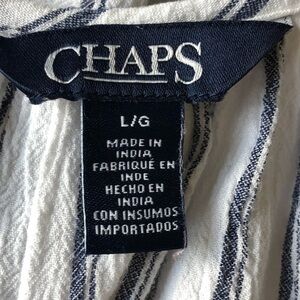 CHAPS
L/G
MADE IN
INDIA
FABRIQUÉ EN
INDE
HECHO EN
INDIA
CON INSUMOS
IMPORTADOS